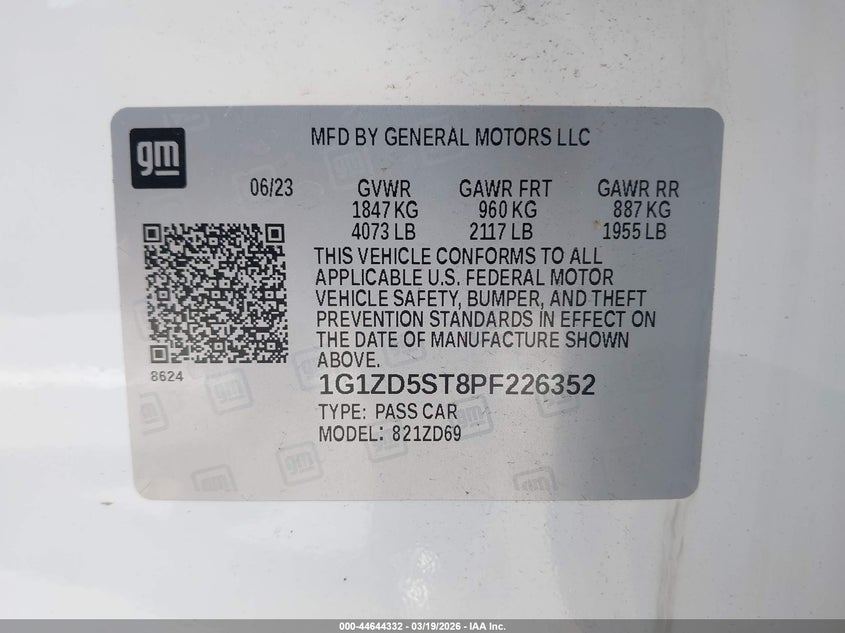 gm
MFD BY GENERAL MOTORS LLC
06/23 GVWR GAWR FRT GAWR RR
1847 KG 960 KG 887 KG
4073 LB 2117 LB 1955 LB
THIS VEHICLE CONFORMS TO ALL
APPLICABLE U.S. FEDERAL MOTOR
VEHICLE SAFETY, BUMPER, AND THEFT
PREVENTION STANDARDS IN EFFECT ON
THE DATE OF MANUFACTURE SHOWN
ABOVE.
8624
1G1ZD5ST8PF226352
TYPE: PASS CAR
MODEL: 821ZD69
000-44644332 — 03/19/2026 — IAA Inc.